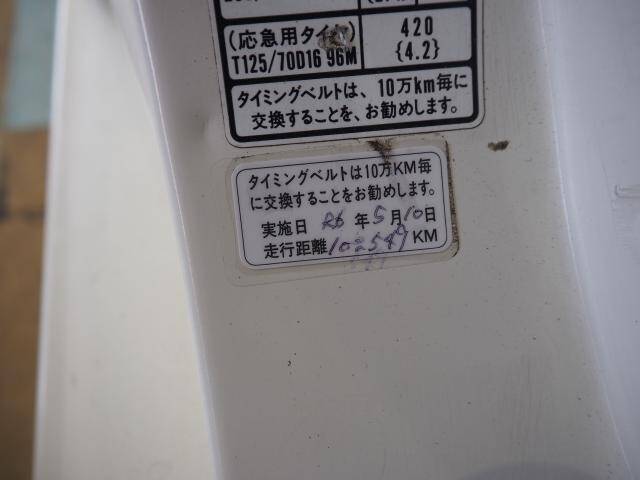 (応急用タイヤ) 420
T125/70D16 96M {4.2}
タイミングベルトは、10万km毎に
交換することを、お勧めします。
タイミングベルトは10万KM毎
に交換することをお勧めします。
実施日 R6 年 5月10日
走行距離 102549 KM